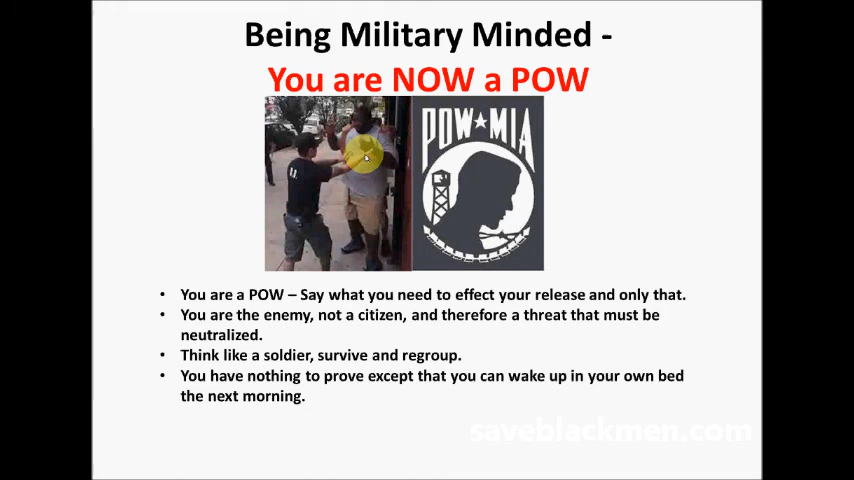 Being Military Minded -
You are NOW a POW
POW★MIA
• You are a POW – Say what you need to effect your release and only that.
• You are the enemy, not a citizen, and therefore a threat that must be
neutralized.
• Think like a soldier, survive and regroup.
• You have nothing to prove except that you can wake up in your own bed
the next morning.
saveblackmen.com